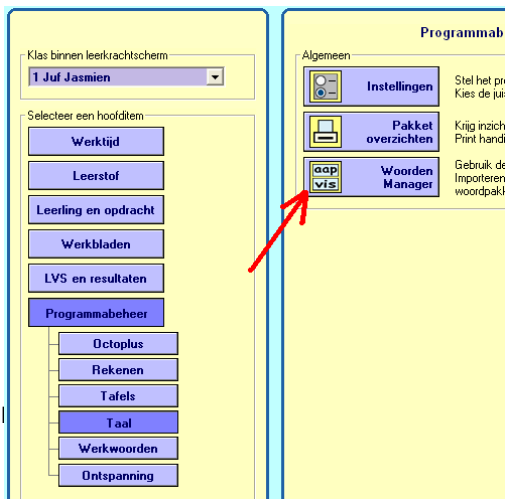 Klas binnen leerkrachtscherm
1 Juf Jasmien
Selecteer een hoofditem
Werktijd
Leerstof
Leerling en opdracht
Werkbladen
LVS en resultaten
Programmabeheer
Octoplus
Rekenen
Tafels
Taal
Werkwoorden
Ontspanning
Programmab
Algemeen
Instellingen
Stel het pr
Kies de juis
Pakket
overzichten
Krijg inzich
Print handi
aap
vis
Woorden
Manager
Gebruik de
Importeren
woordpakk